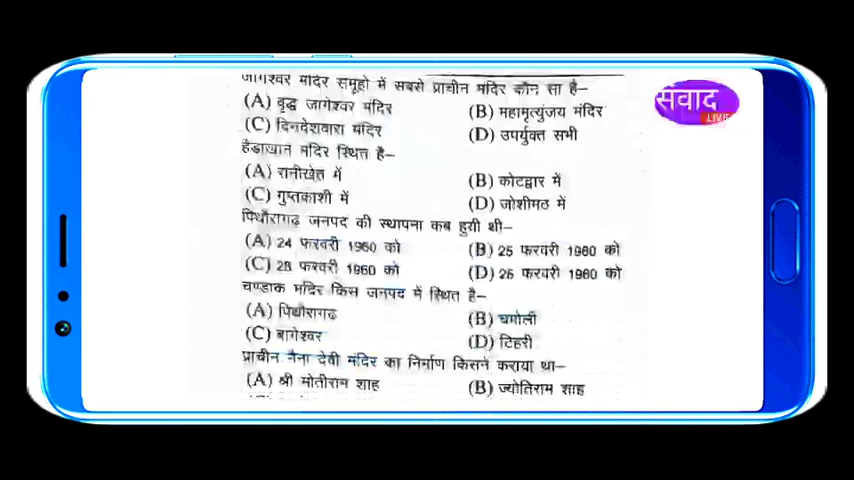 जागेश्वर मंदिर समूहो में सबसे प्राचीन मंदिर कौन सा है–
(A) वृद्ध जागेश्वर मंदिर (B) महामृत्युंजय मंदिर
(C) दिनदेशवारा मंदिर (D) उपर्युक्त सभी
हैडाखान मंदिर स्थित्त है–
(A) रानीखेत में (B) कोटद्वार में
(C) गुप्तकाशी में (D) जोशीमठ में
पिथौरागढ़ जनपद की स्थापना कब हुयी थी–
(A) 24 फरवरी 1960 को (B) 25 फरवरी 1960 को
(C) 28 फरवरी 1960 को (D) 26 फरवरी 1960 को
चण्डाक मंदिर किस जनपद में स्थित है–
(A) पिथौरागढ़ (B) चमोली
(C) बागेश्वर (D) टिहरी
प्राचीन नैना देवी मंदिर का निर्माण किसने कराया था–
(A) श्री मोतीराम शाह (B) ज्योतिराम शाह
संवाद
LIVE